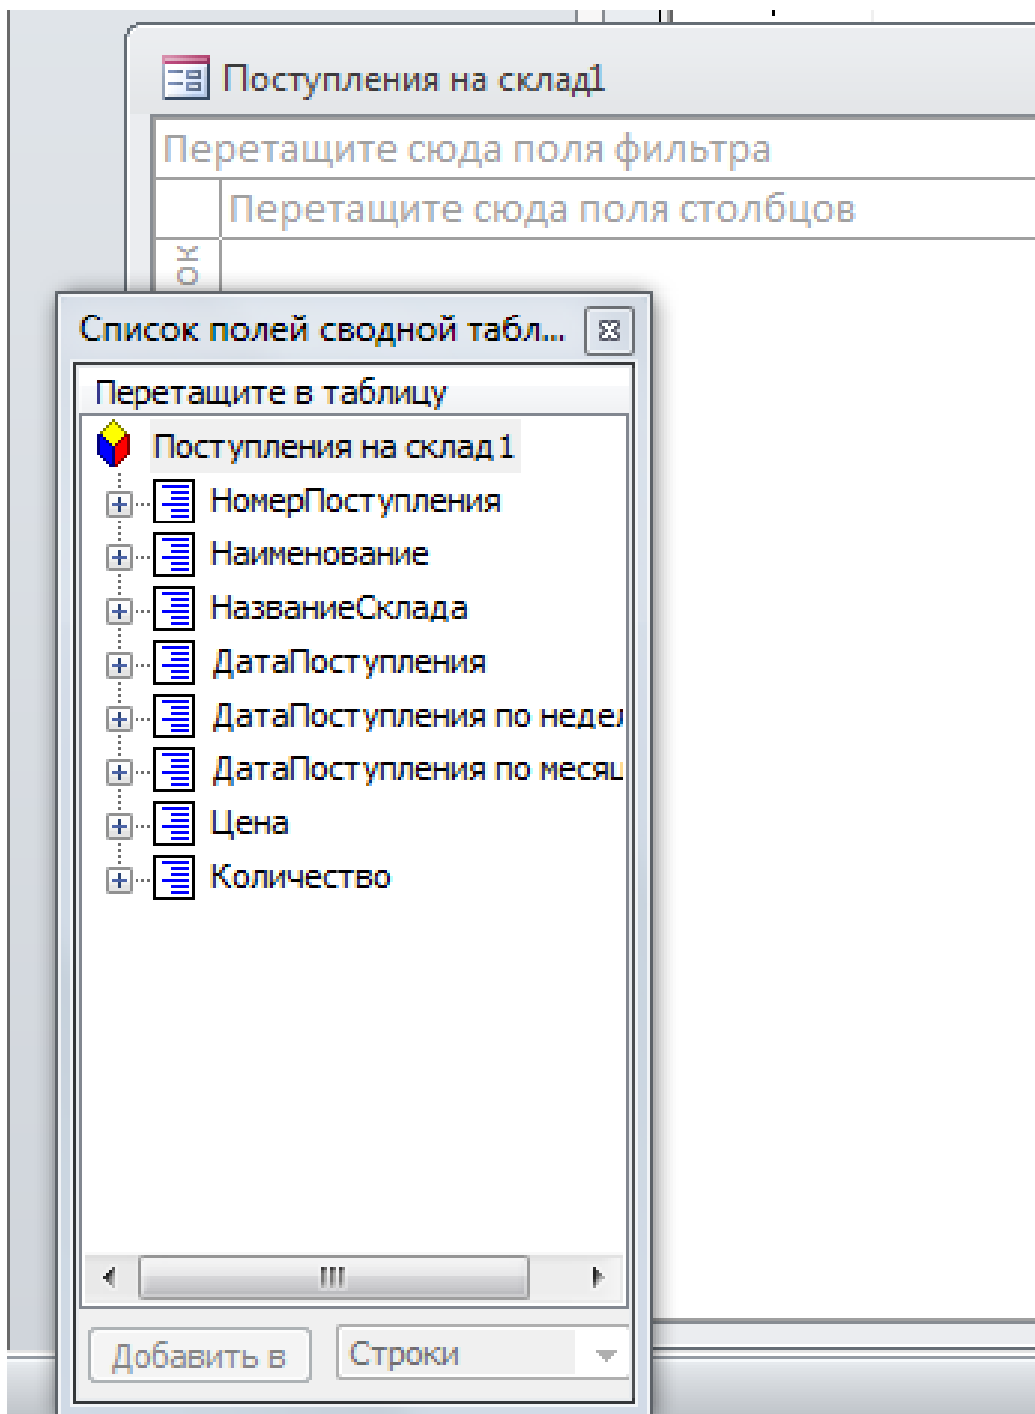 Поступления на склад1
Перетащите сюда поля фильтра
Перетащите сюда поля столбцов
ок
Список полей сводной табл...
Перетащите в таблицу
Поступления на склад1
НомерПоступления
Наименование
НазваниеСклада
ДатаПоступления
ДатаПоступления по недел
ДатаПоступления по месяц
Цена
Количество
Добавить в
Строки